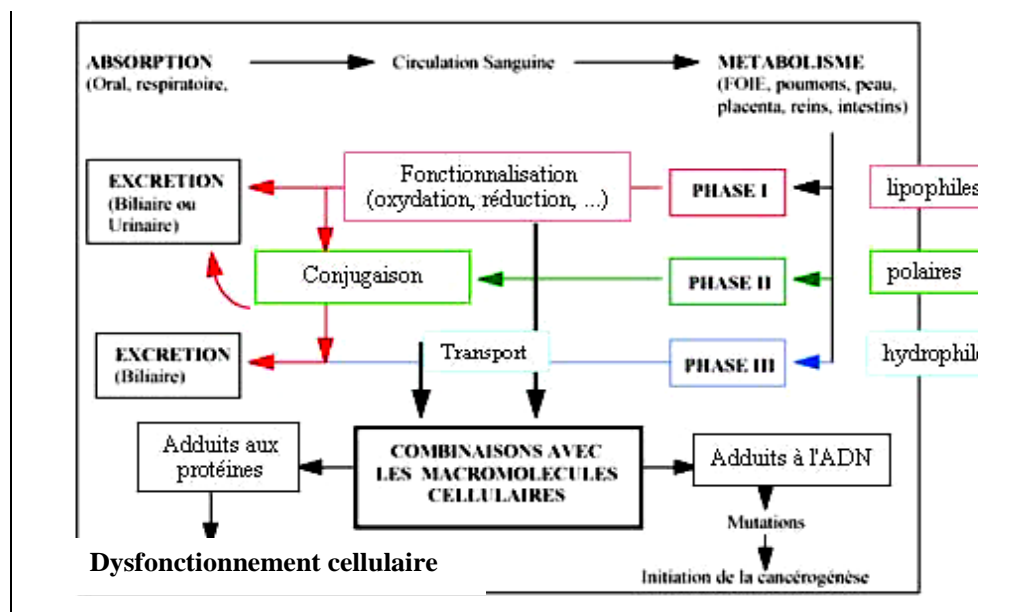 ABSORPTION
(Oral, respiratoire,
Circulation Sanguine
METABOLISME
(FOIE, poumons, peau,
placenta, reins, intestins)
EXCRETION
(Biliaire ou
Urinaire)
Fonctionnalisation
(oxydation, réduction, ...)
PHASE I
lipophiles
Conjugaison
PHASE II
polaires
EXCRETION
(Biliaire)
Transport
PHASE III
hydrophile
Adduits aux
protéines
COMBINAISONS AVEC
LES MACROMOLECULES
CELLULAIRES
Adduits à l'ADN
Mutations
Dysfonctionnement cellulaire
Initiation de la cancérogénèse